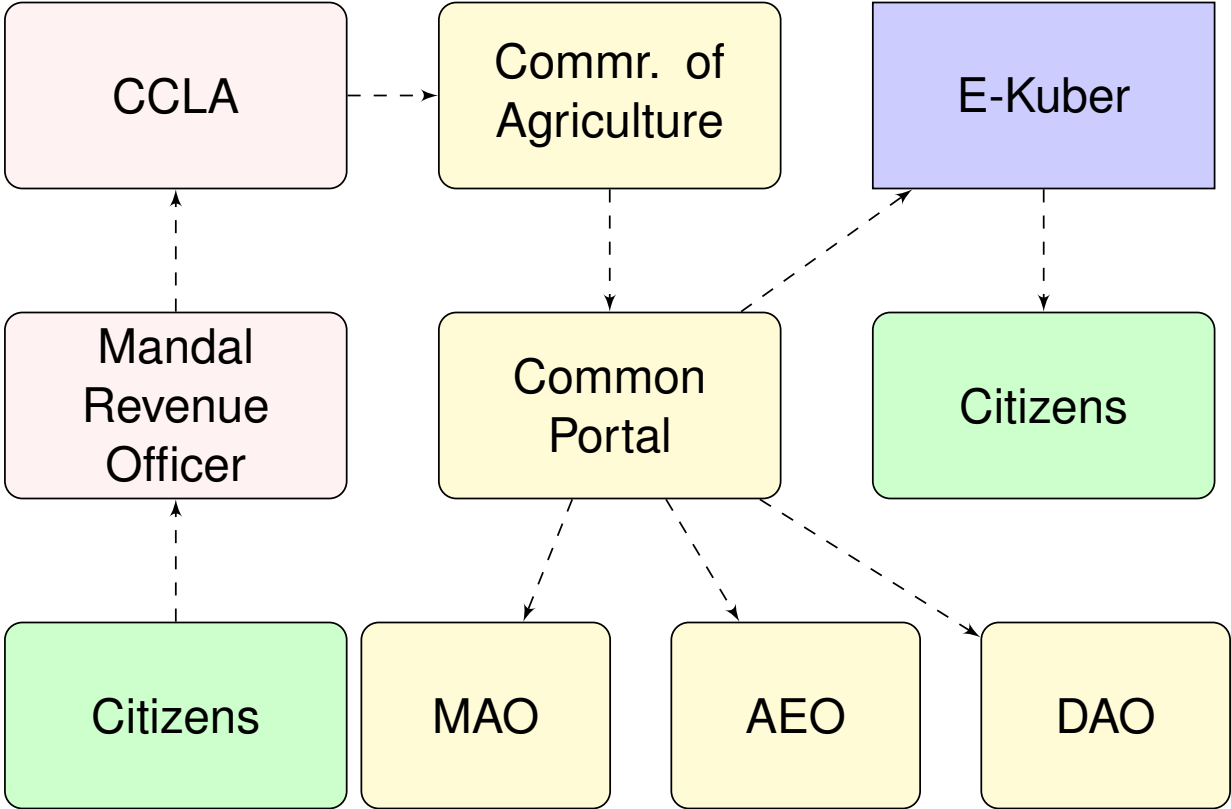 CCLA
Commr. of
Agriculture
E-Kuber
Mandal
Revenue
Officer
Common
Portal
Citizens
Citizens
MAO
AEO
DAO